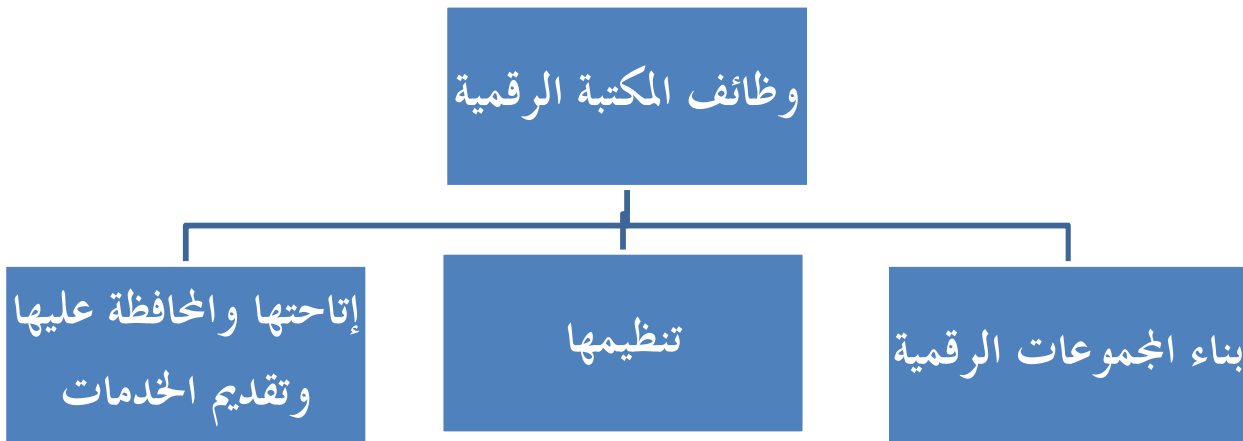 وظائف المكتبة الرقمية
بناء المجموعات الرقمية
تنظيمها
إتاحتها والمحافظة عليها
وتقديم الخدمات